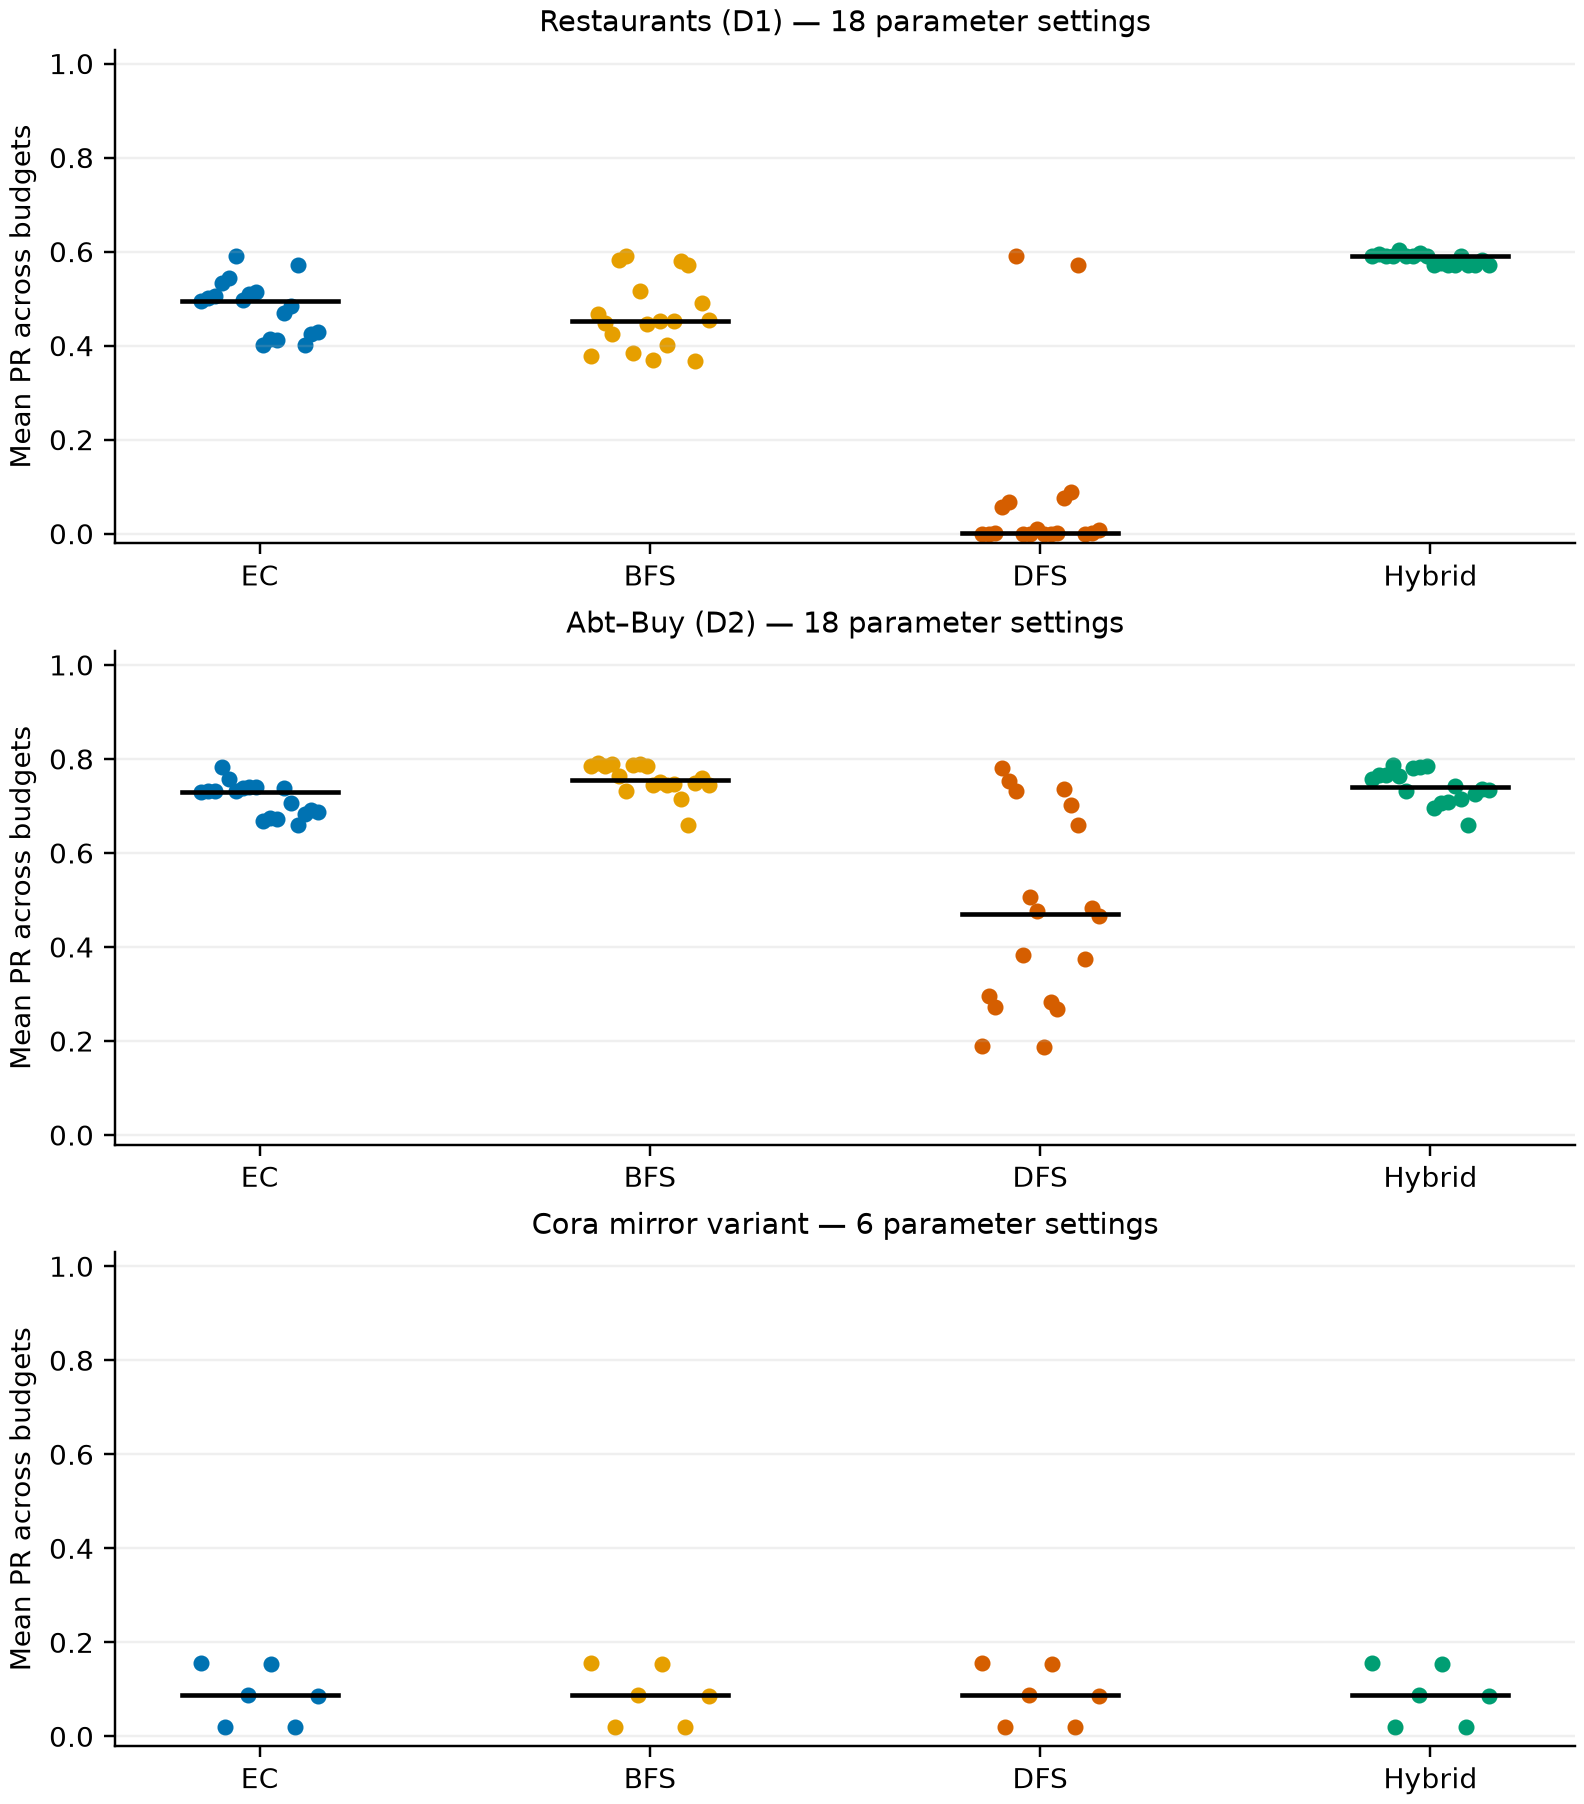 Restaurants (D1) — 18 parameter settings
Mean PR across budgets
1.0
0.8
0.6
0.4
0.2
0.0
EC BFS DFS Hybrid
Abt–Buy (D2) — 18 parameter settings
Mean PR across budgets
1.0
0.8
0.6
0.4
0.2
0.0
EC BFS DFS Hybrid
Cora mirror variant — 6 parameter settings
Mean PR across budgets
1.0
0.8
0.6
0.4
0.2
0.0
EC BFS DFS Hybrid